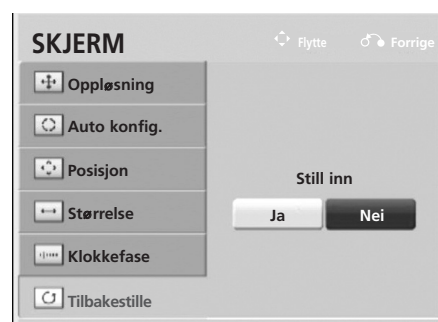 SKJERM
Flytte
Forrige
Oppløsning
Auto konfig.
Posisjon
Størrelse
Klokkefase
Tilbakestille
Still inn
Ja
Nei